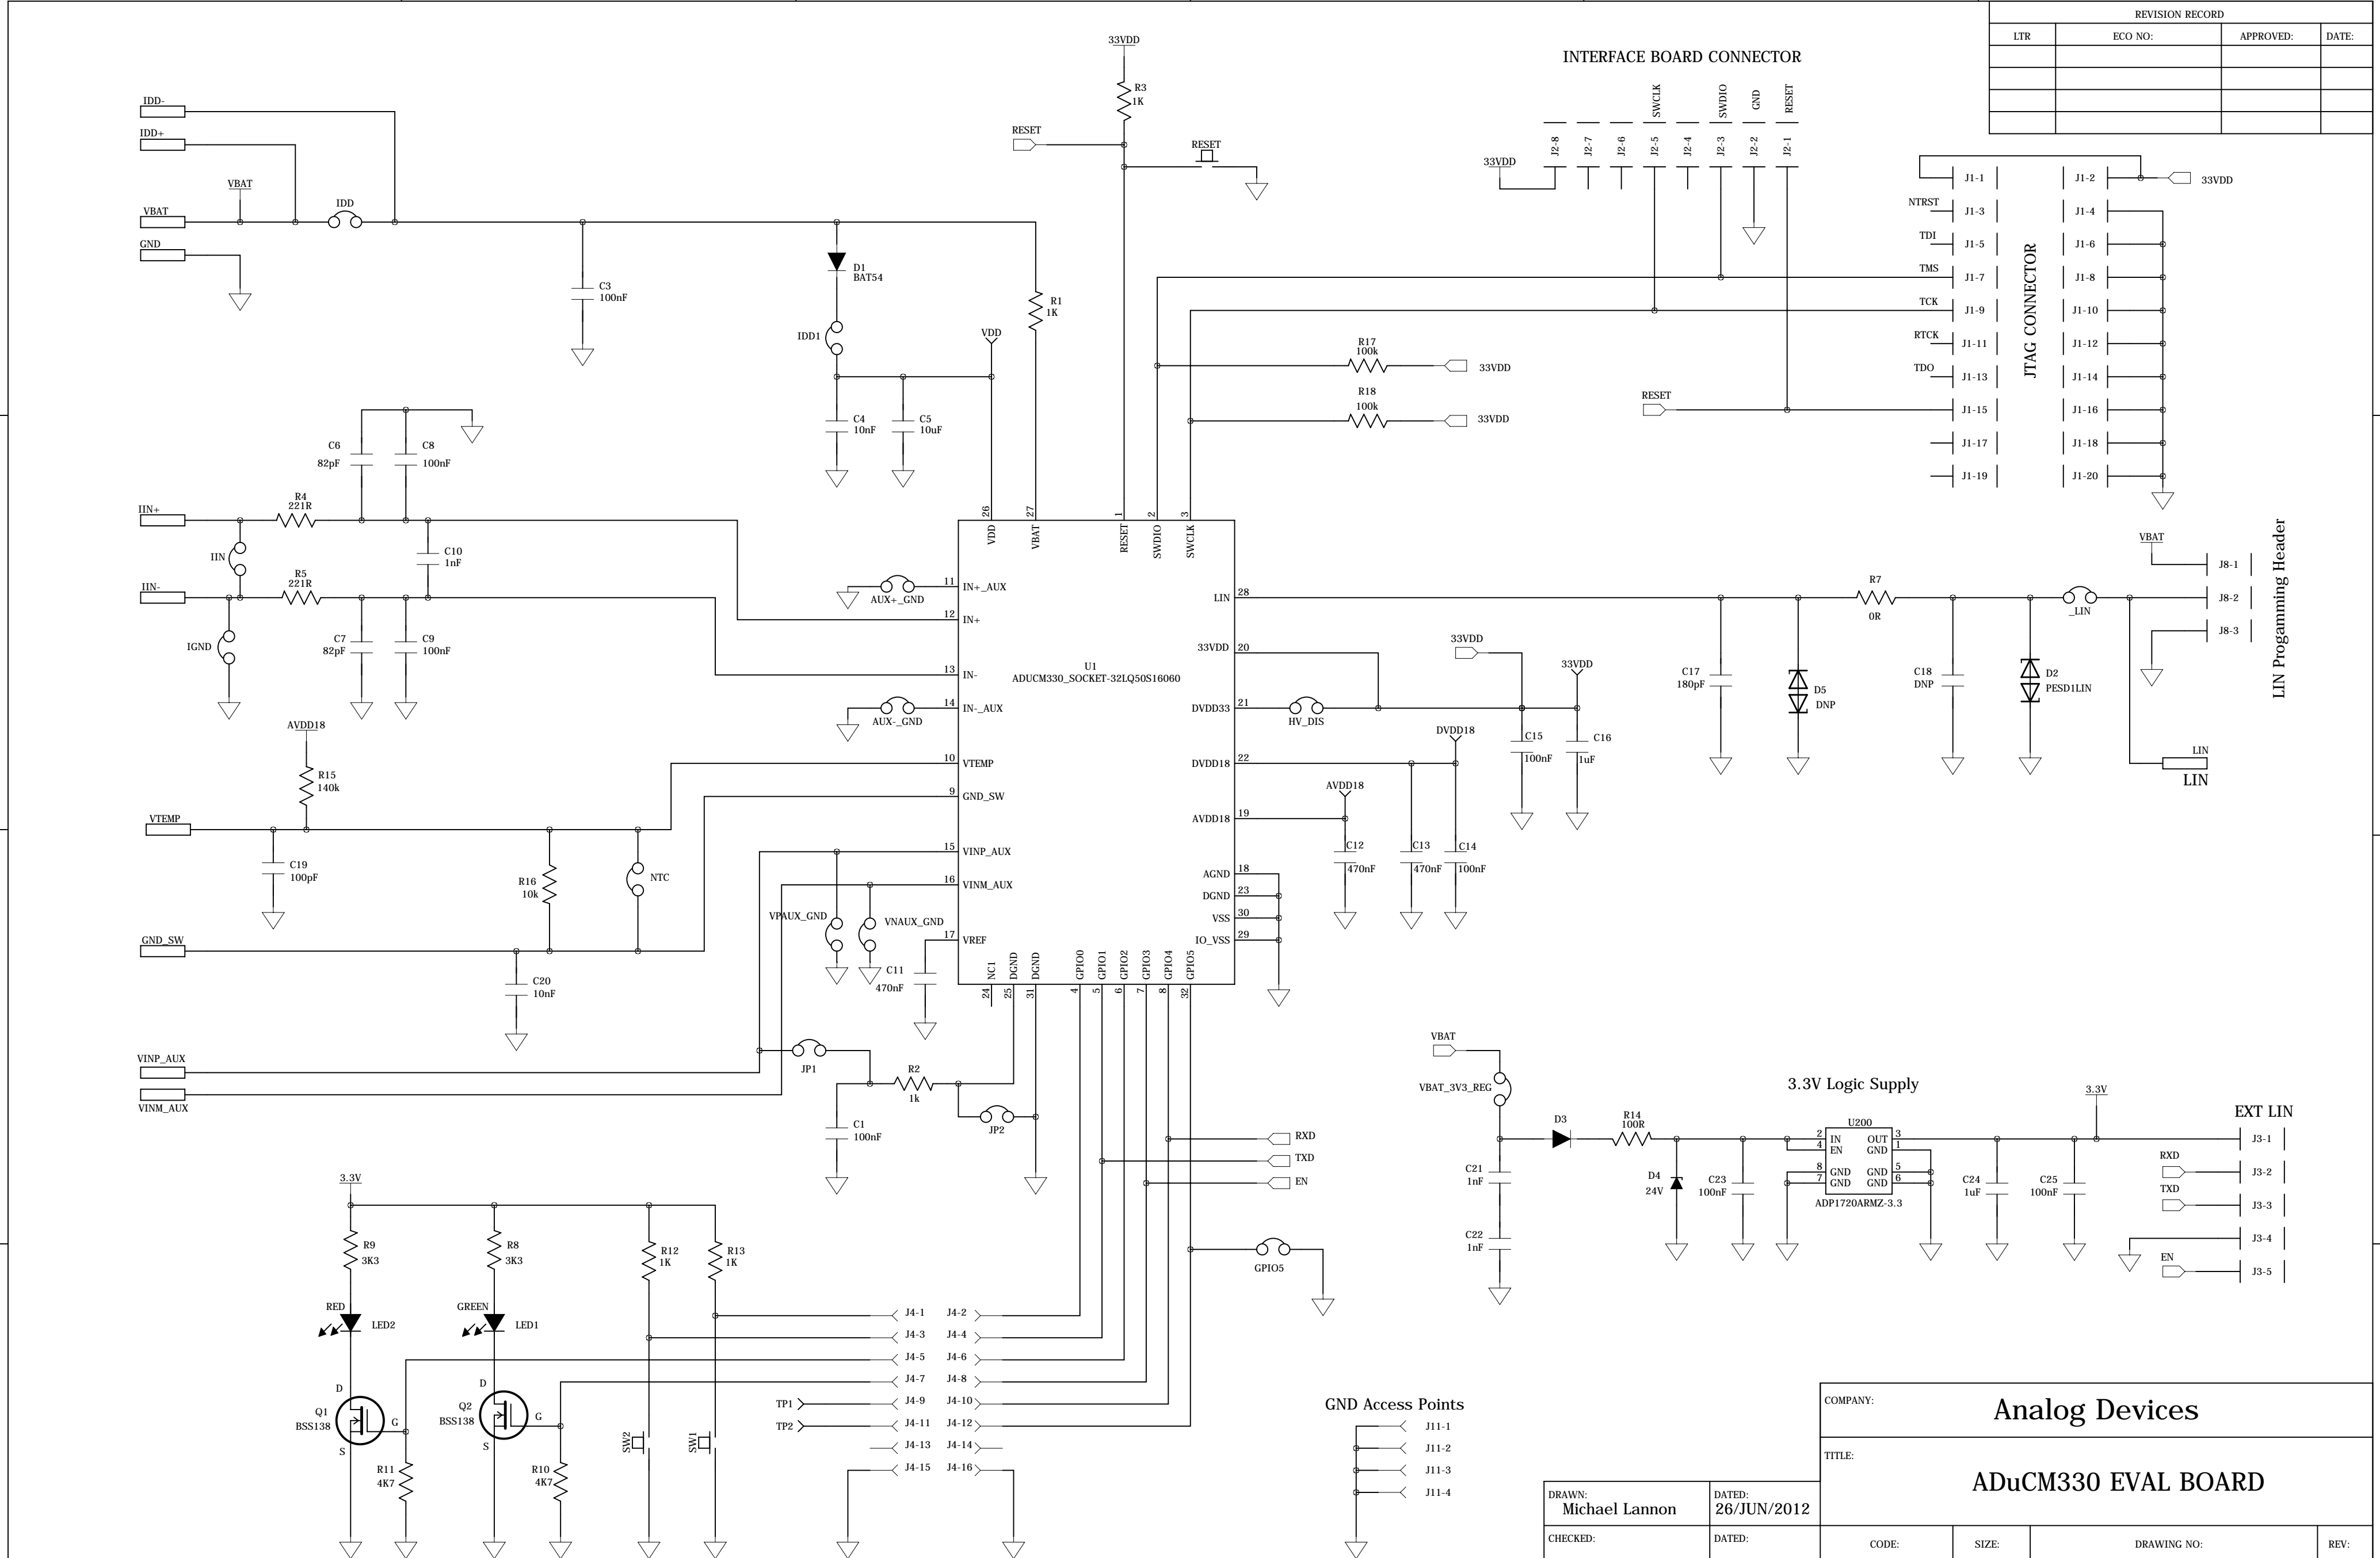 REVISION RECORD
LTR ECO NO: APPROVED: DATE:
33VDD
R3
1K
RESET
RESET
INTERFACE BOARD CONNECTOR
SWCLK SWDIO GND RESET
33VDD
J2-8 J2-7 J2-6 J2-5 J2-4 J2-3 J2-2 J2-1
IDD-
IDD+
VBAT
VBAT
IDD
GND
C3
100nF
D1
BAT54
IDD1
R1
1K
VDD
C4
10nF
C5
10uF
J1-1 J1-2 33VDD
NTRST J1-3 J1-4
TDI J1-5 J1-6
TMS J1-7 J1-8
TCK J1-9 J1-10
RTCK J1-11 J1-12
TDO J1-13 J1-14
RESET J1-15 J1-16
J1-17 J1-18
J1-19 J1-20
JTAG CONNECTOR
R17
100k
33VDD
R18
100k
33VDD
C6
82pF
C8
100nF
IIN+
R4
221R
IIN
C10
1nF
IIN-
R5
221R
IGND
C7
82pF
C9
100nF
26 27 1 2 3
VDD VBAT RESET SWDIO SWCLK
AUX+_GND
11 IN+_AUX
12 IN+
13 IN-
14 IN-_AUX
AUX-_GND
10 VTEMP
9 GND_SW
15 VINP_AUX
16 VINM_AUX
17 VREF
U1
ADUCM330_SOCKET-32LQ50S16060
LIN 28
33VDD 20
DVDD33 21
DVDD18 22
AVDD18 19
AGND 18
DGND 23
VSS 30
IO_VSS 29
NC1 DGND DGND GPIO0 GPIO1 GPIO2 GPIO3 GPIO4 GPIO5
24 25 31 4 5 6 7 8 32
VBAT
J8-1
J8-2
J8-3
LIN Progamming Header
R7
0R
_LIN
C17
180pF
D5
DNP
C18
DNP
D2
PESD1LIN
LIN
LIN
33VDD
33VDD
HV_DIS
DVDD18
C15
100nF
C16
1uF
AVDD18
C12
470nF
C13
470nF
C14
100nF
AVDD18
R15
140k
VTEMP
C19
100pF
R16
10k
NTC
GND_SW
C20
10nF
VPAUX_GND
VNAUX_GND
C11
470nF
VINP_AUX
VINM_AUX
JP1
R2
1k
C1
100nF
JP2
RXD
TXD
EN
GPIO5
VBAT
VBAT_3V3_REG
C21
1nF
C22
1nF
D3
R14
100R
D4
24V
C23
100nF
3.3V Logic Supply
U200
2 IN OUT 3
4 EN GND 1
8 GND GND 5
7 GND GND 6
ADP1720ARMZ-3.3
C24
1uF
C25
100nF
3.3V
EXT LIN
J3-1
RXD J3-2
TXD J3-3
J3-4
EN J3-5
3.3V
R9
3K3
R8
3K3
R12
1K
R13
1K
RED
LED2
GREEN
LED1
D
Q1
BSS138
G
S
D
Q2
BSS138
G
S
R11
4K7
R10
4K7
SW2
SW1
J4-1 J4-2
J4-3 J4-4
J4-5 J4-6
J4-7 J4-8
TP1 J4-9 J4-10
TP2 J4-11 J4-12
J4-13 J4-14
J4-15 J4-16
GND Access Points
J11-1
J11-2
J11-3
J11-4
COMPANY:
Analog Devices
TITLE:
ADuCM330 EVAL BOARD
DRAWN:
Michael Lannon
DATED:
26/JUN/2012
CHECKED: DATED: CODE: SIZE: DRAWING NO: REV: